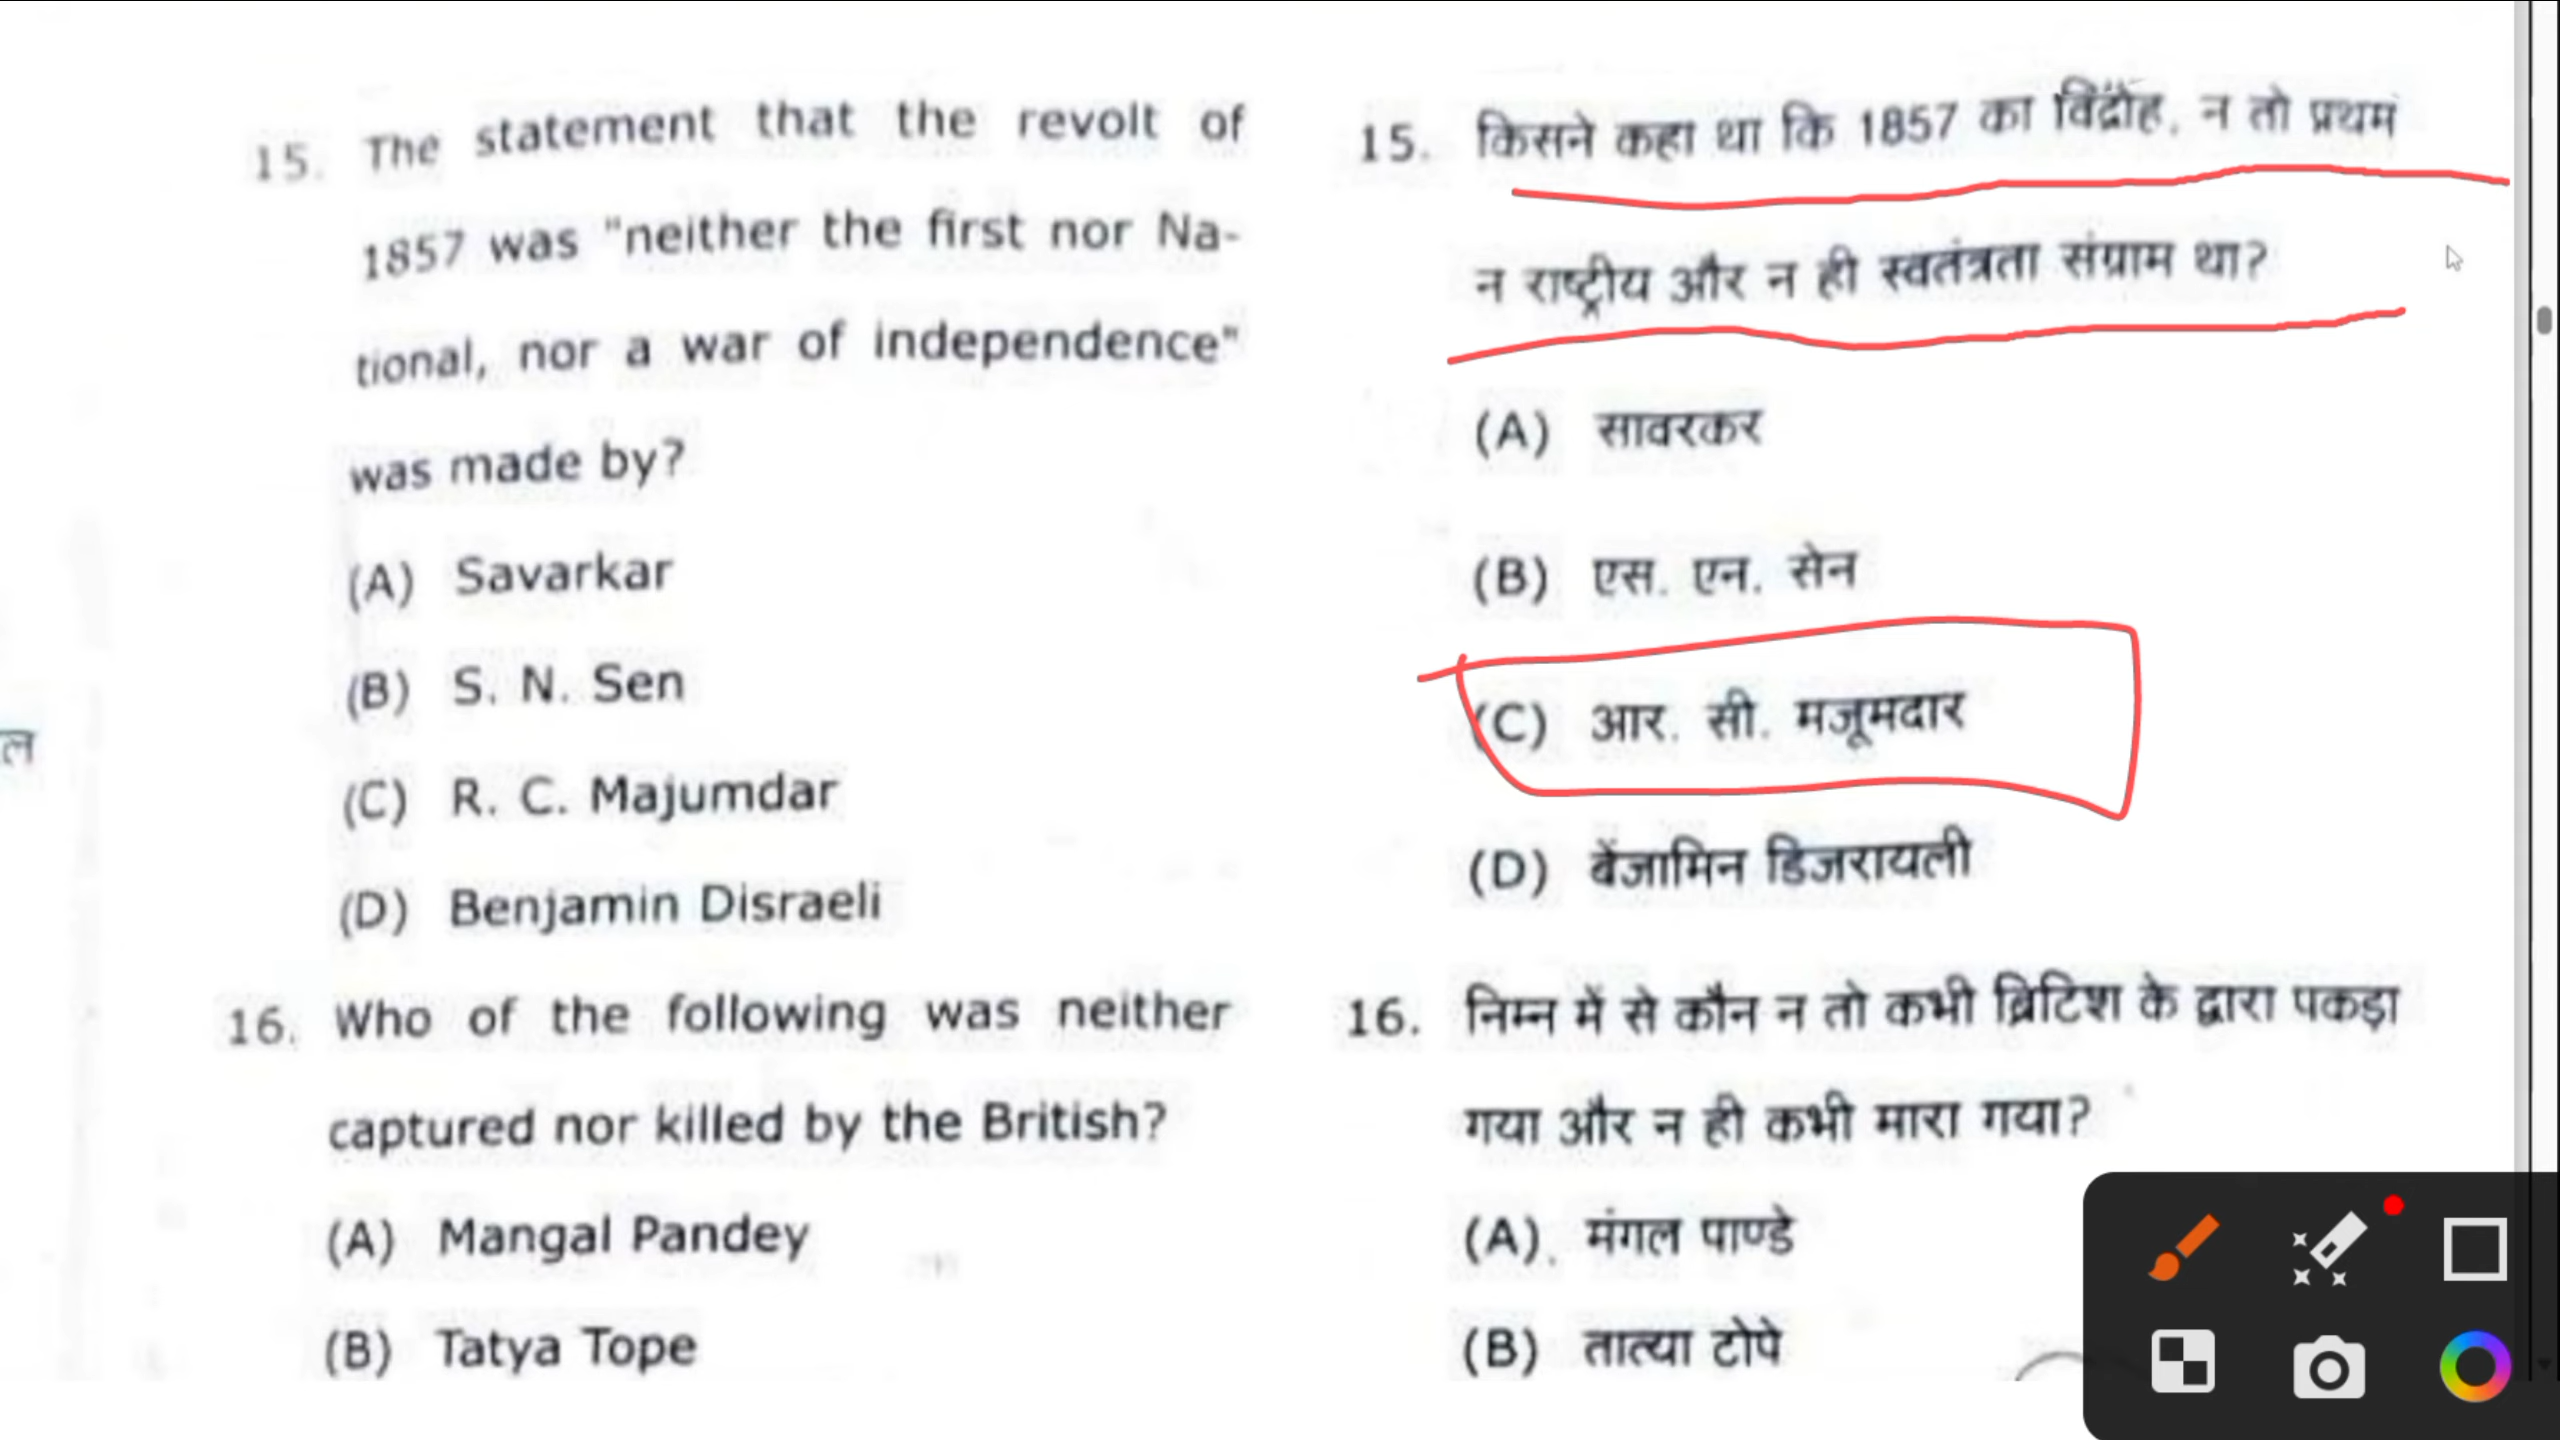 15. The statement that the revolt of
1857 was "neither the first nor Na-
tional, nor a war of independence"
was made by?
(A) Savarkar
(B) S. N. Sen
(C) R. C. Majumdar
(D) Benjamin Disraeli
16. Who of the following was neither
captured nor killed by the British?
(A) Mangal Pandey
(B) Tatya Tope
ल
15. किसने कहा था कि 1857 का विद्रोह, न तो प्रथम
न राष्ट्रीय और न ही स्वतंत्रता संग्राम था?
(A) सावरकर
(B) एस. एन. सेन
(C) आर. सी. मजूमदार
(D) बेंजामिन डिजरायली
16. निम्न में से कौन न तो कभी ब्रिटिश के द्वारा पकड़ा
गया और न ही कभी मारा गया?
(A). मंगल पाण्डे
(B) तात्या टोपे